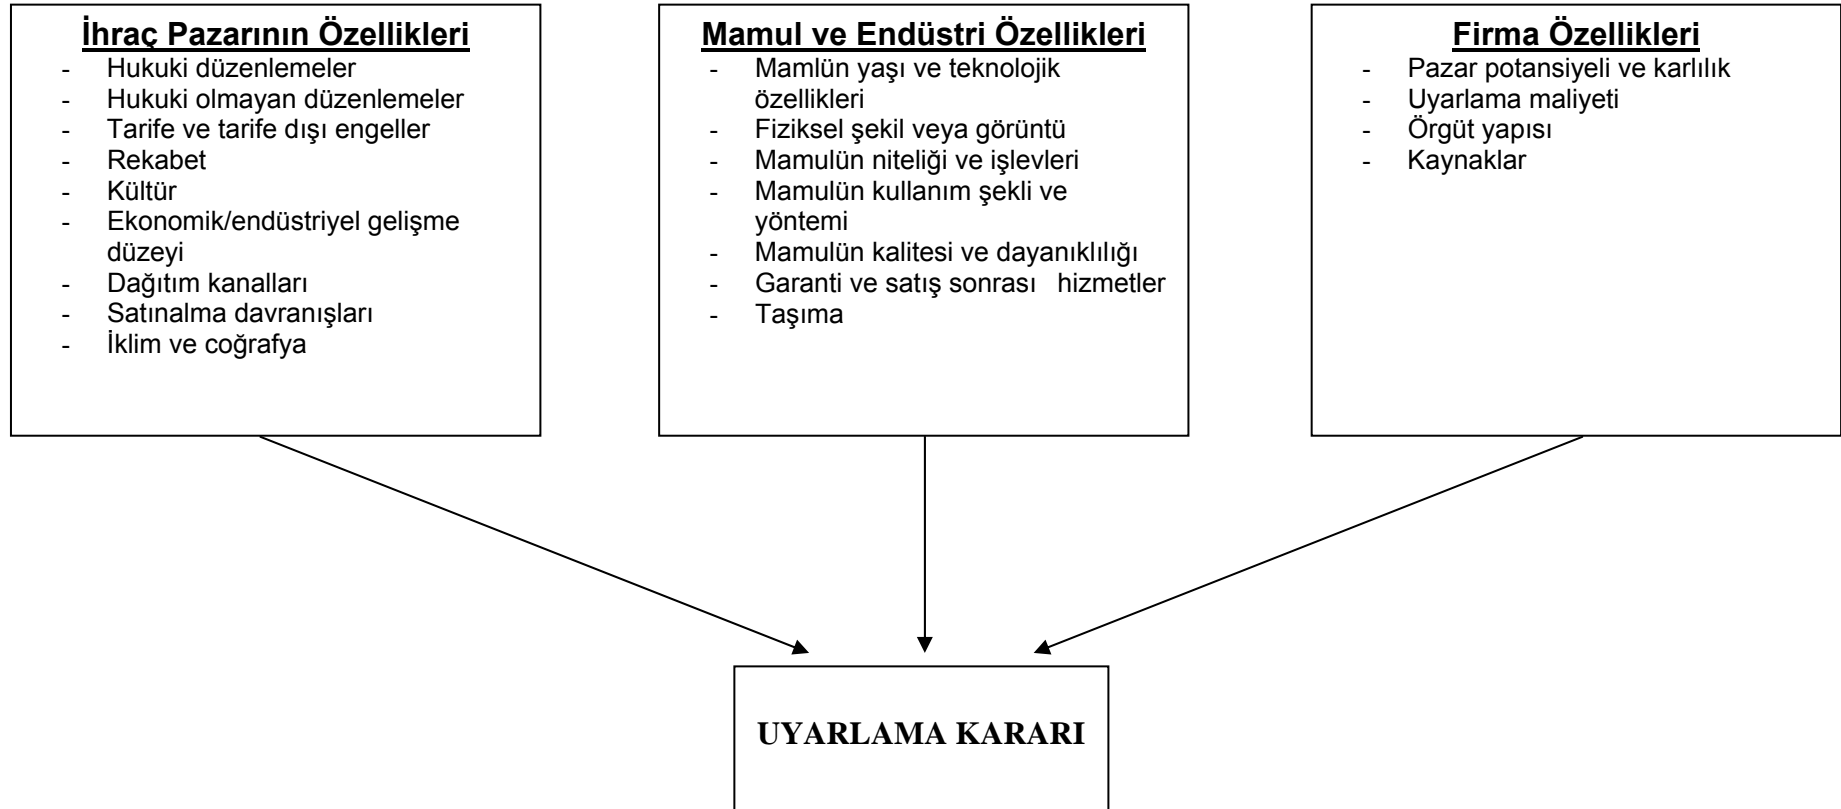 İhraç Pazarının Özellikleri
- Hukuki düzenlemeler
- Hukuki olmayan düzenlemeler
- Tarife ve tarife dışı engeller
- Rekabet
- Kültür
- Ekonomik/endüstriyel gelişme
düzeyi
- Dağıtım kanalları
- Satınalma davranışları
- İklim ve coğrafya
Mamul ve Endüstri Özellikleri
- Mamlün yaşı ve teknolojik
özellikleri
- Fiziksel şekil veya görüntü
- Mamulün niteliği ve işlevleri
- Mamulün kullanım şekli ve
yöntemi
- Mamulün kalitesi ve dayanıklılığı
- Garanti ve satış sonrası hizmetler
- Taşıma
Firma Özellikleri
- Pazar potansiyeli ve karlılık
- Uyarlama maliyeti
- Örgüt yapısı
- Kaynaklar
UYARLAMA KARARI